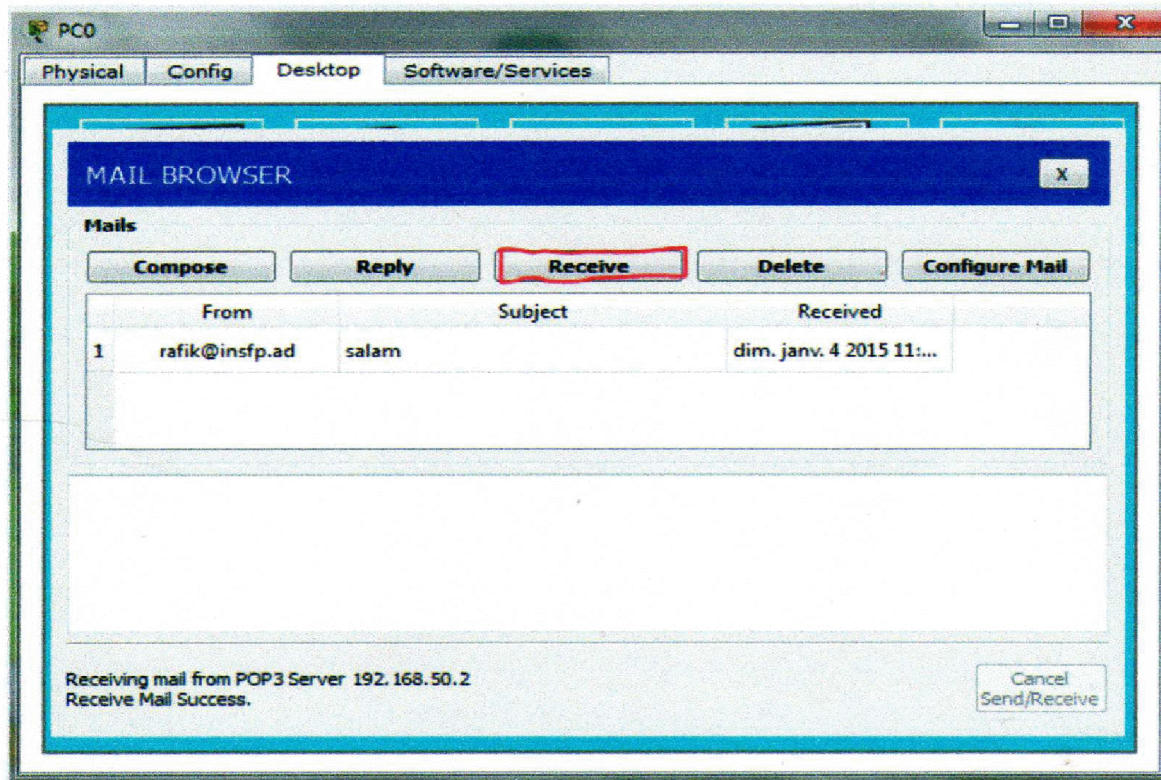 PC0
Physical Config Desktop Software/Services
MAIL BROWSER
X
Mails
Compose Reply Receive Delete Configure Mail
From Subject Received
1 rafik@insfp.ad salam dim. janv. 4 2015 11:...
Receiving mail from POP3 Server 192.168.50.2
Receive Mail Success.
Cancel
Send/Receive